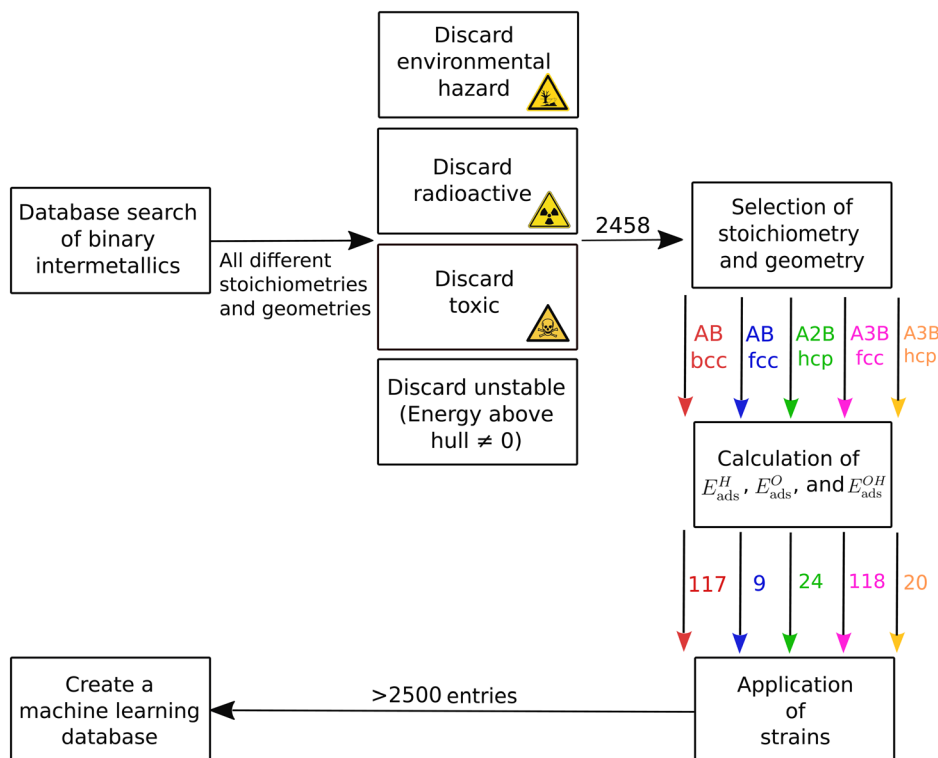 Discard
environmental
hazard
Discard
radioactive
Discard
toxic
Discard unstable
(Energy above
hull ≠ 0)
Database search
of binary
intermetallics
All different
stoichiometries
and geometries
2458
Selection of
stoichiometry
and geometry
AB
bcc
AB
fcc
A2B
hcp
A3B
fcc
A3B
hcp
Calculation of
E_ads^H, E_ads^O, and E_ads^OH
117
9
24
118
20
Application
of
strains
>2500 entries
Create a
machine learning
database